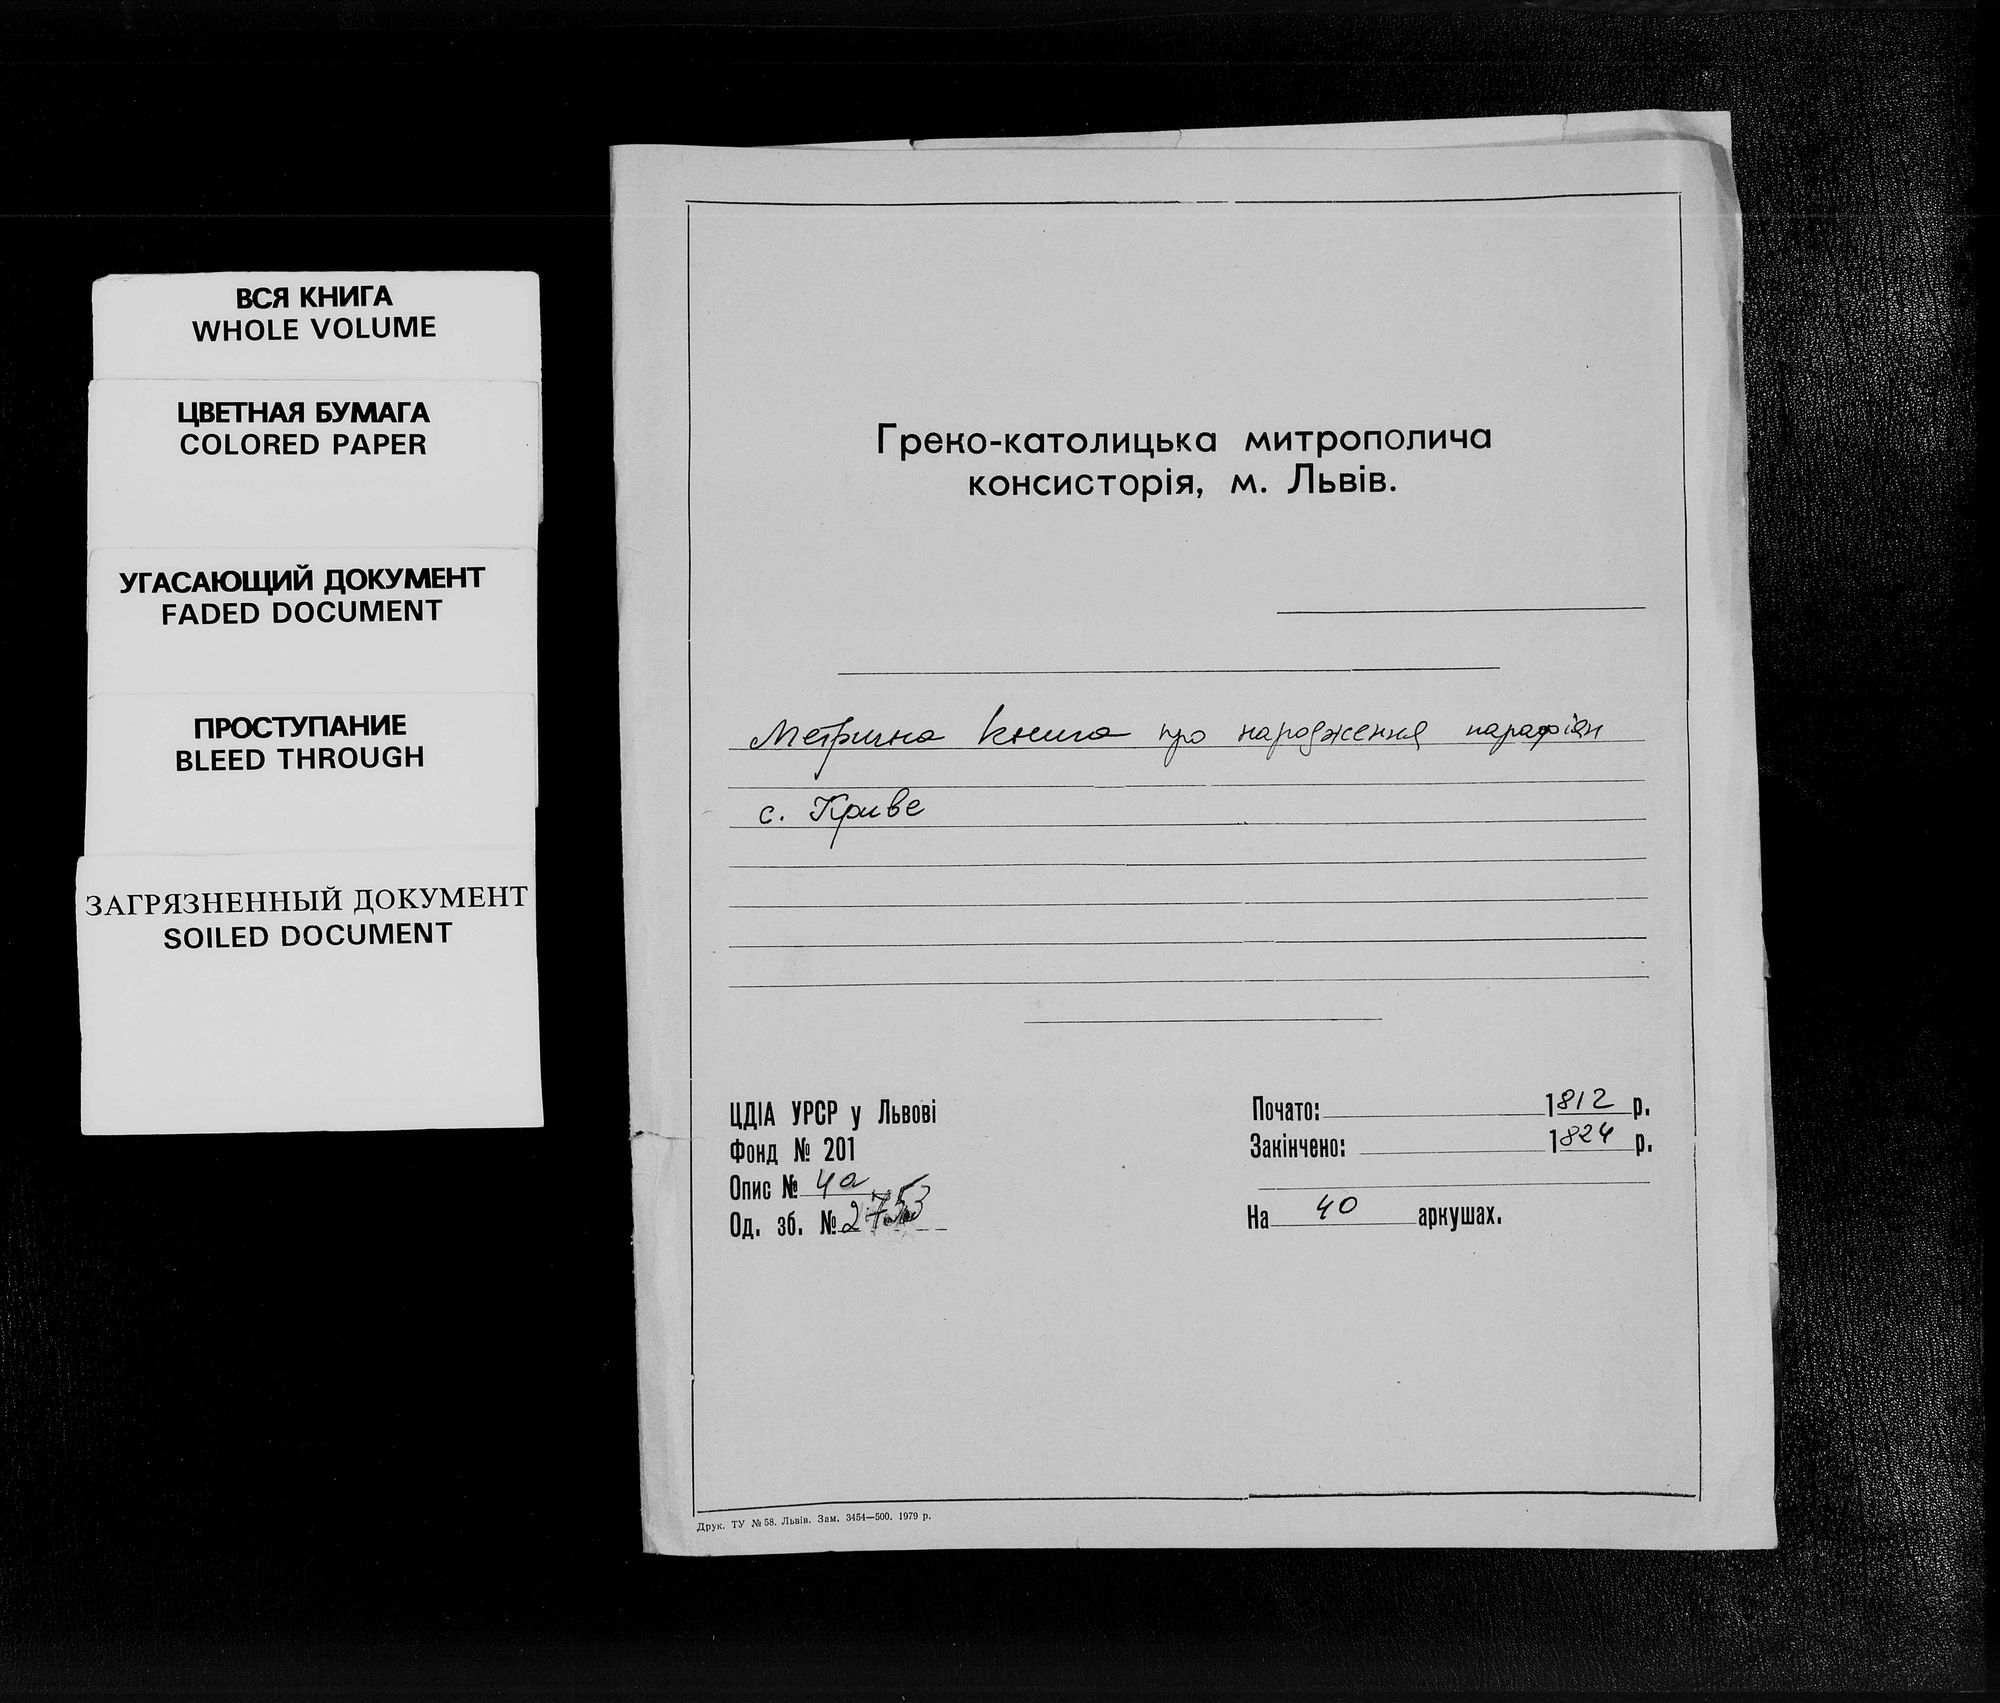 ВСЯ КНИГА
WHOLE VOLUME
ЦВЕТНАЯ БУМАГА
COLORED PAPER
УГАСАЮЩИЙ ДОКУМЕНТ
FADED DOCUMENT
ПРОСТУПАНИЕ
BLEED THROUGH
ЗАГРЯЗНЕННЫЙ ДОКУМЕНТ
SOILED DOCUMENT
Греко-католицька митрополича
консисторія, м. Львів.
Метрична книга про народження парафіян
с. Криве
ЦДІА УРСР у Львові
Фонд № 201
Опис № 4а
Од. зб. № 2753
Почато: 1812 р.
Закінчено: 1824 р.
На 40 аркушах.
Друк. ТУ № 58. Львів. Зам. 3454—500. 1979 р.